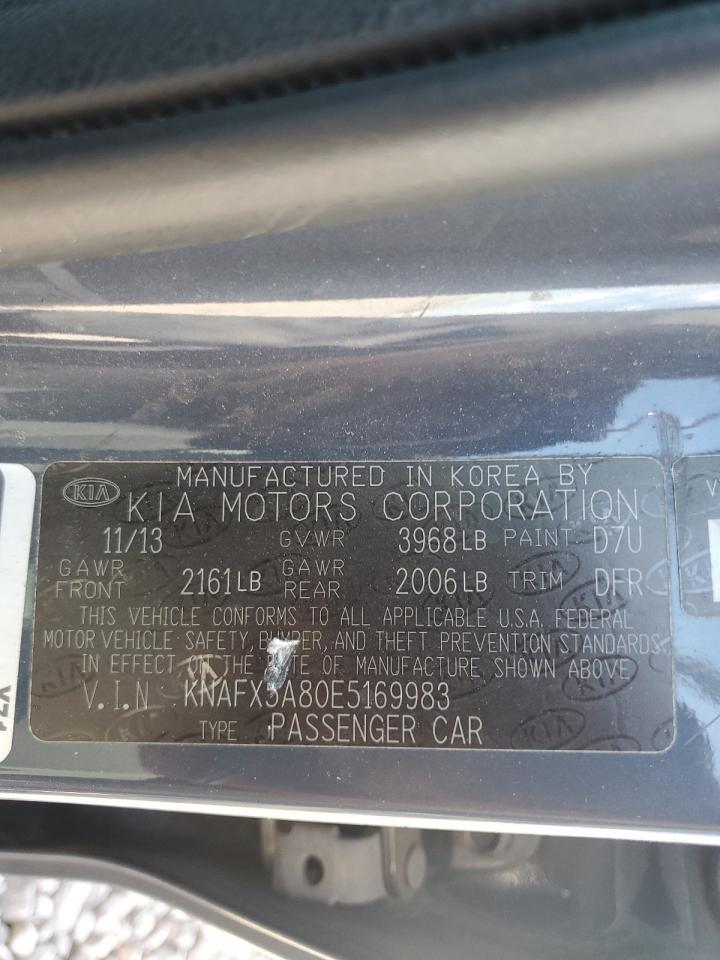 MANUFACTURED IN KOREA BY
KIA KIA MOTORS CORPORATION
11/13 GVWR 3968LB PAINT D7U
GAWR FRONT 2161LB GAWR REAR 2006LB TRIM DFR
THIS VEHICLE CONFORMS TO ALL APPLICABLE U.S.A. FEDERAL
MOTOR VEHICLE SAFETY, BUMPER, AND THEFT PREVENTION STANDARDS
IN EFFECT ON THE DATE OF MANUFACTURE SHOWN ABOVE
V.I.N KNAFX5A80E5169983
TYPE PASSENGER CAR